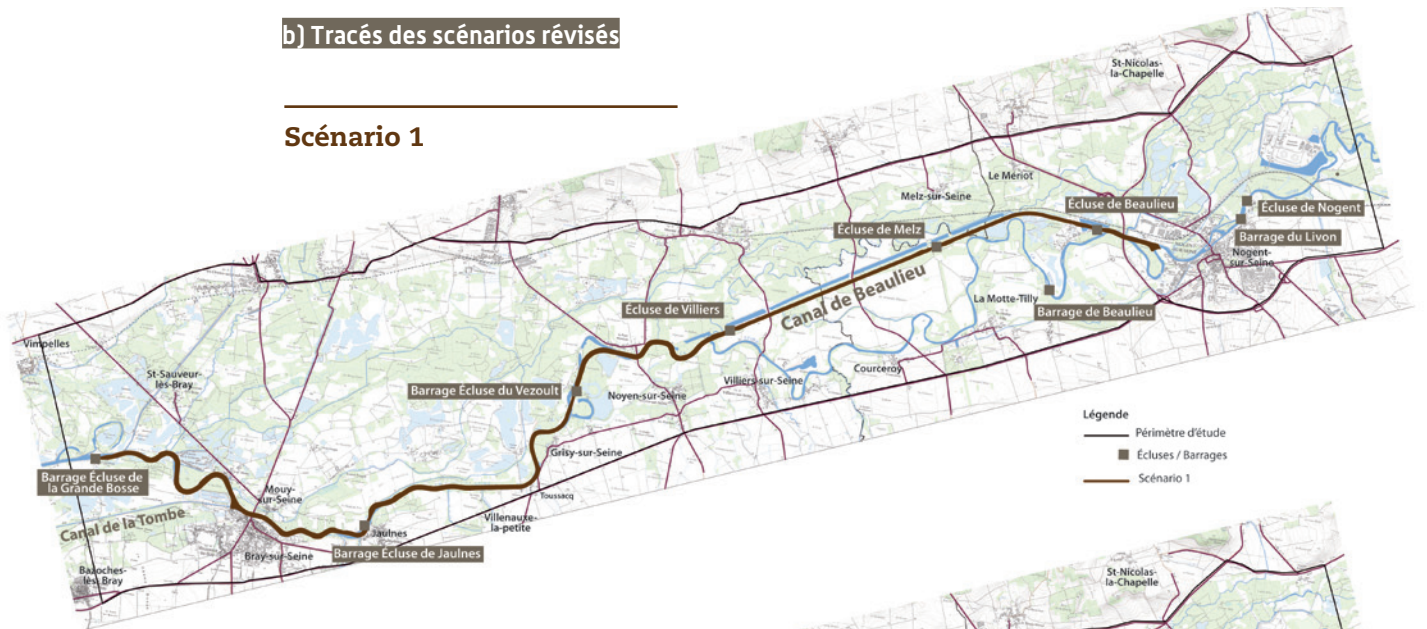 b) Tracés des scénarios révisés
Scénario 1
St-Nicolas-
la-Chapelle
Le Mériot
Melz-sur-Seine
Écluse de Beaulieu
Écluse de Nogent
Écluse de Melz
Barrage du Livon
Nogent-
sur-Seine
Canal de Beaulieu
La Motte-Tilly
Barrage de Beaulieu
Écluse de Villiers
Vimpelles
St-Sauveur-
lès-Bray
Courceroy
Villiers-sur-Seine
Barrage Écluse du Vezoult
Noyen-sur-Seine
Légende
Périmètre d'étude
Écluses / Barrages
Scénario 1
Grisy-sur-Seine
Barrage Écluse de
la Grande Bosse
Mouy-
sur-Seine
Toussacq
Canal de la Tombe
Villenauxe-
la-petite
Jaulnes
Bray-sur-Seine
Barrage Écluse de Jaulnes
Bazoches-
lès-Bray
St-Nicolas-
la-Chapelle